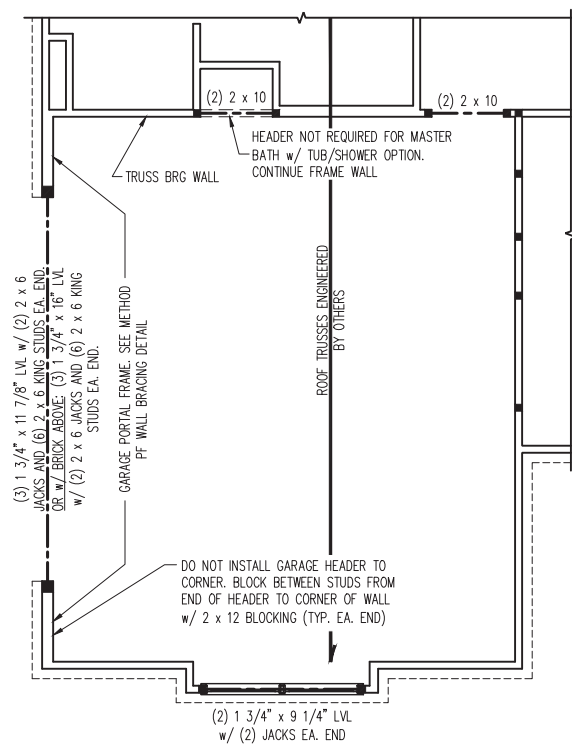 (2) 2 x 10
(2) 2 x 10
HEADER NOT REQUIRED FOR MASTER
BATH w/ TUB/SHOWER OPTION.
CONTINUE FRAME WALL
TRUSS BRG WALL
(3) 1 3/4" x 11 7/8" LVL w/ (2) 2 x 6
JACKS AND (6) 2 x 6 KING STUDS EA. END.
OR w/ BRICK ABOVE: (3) 1 3/4" x 16" LVL
w/ (2) 2 x 6 JACKS AND (6) 2 x 6 KING
STUDS EA. END.
GARAGE PORTAL FRAME. SEE METHOD
PF WALL BRACING DETAIL
ROOF TRUSSES ENGINEERED
BY OTHERS
DO NOT INSTALL GARAGE HEADER TO
CORNER. BLOCK BETWEEN STUDS FROM
END OF HEADER TO CORNER OF WALL
w/ 2 x 12 BLOCKING (TYP. EA. END)
(2) 1 3/4" x 9 1/4" LVL
w/ (2) JACKS EA. END